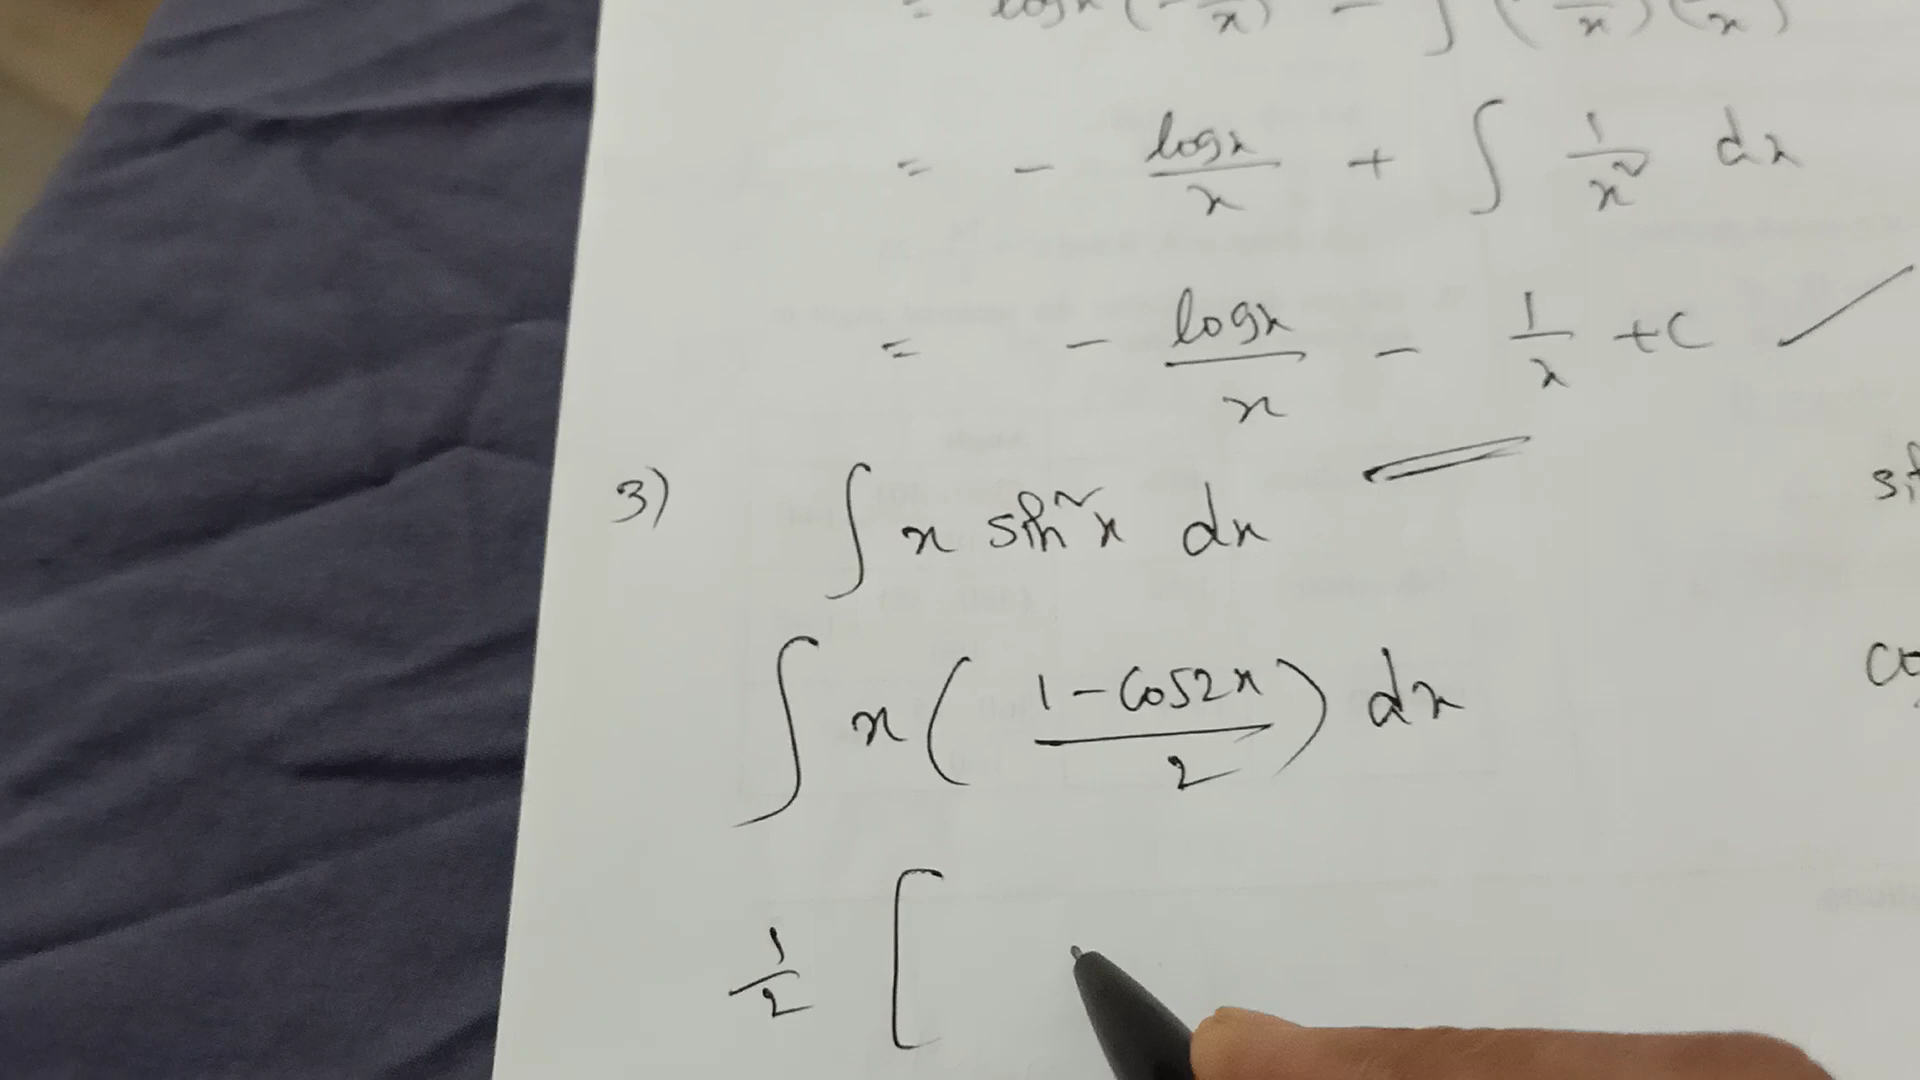 = - logx/x + ∫ 1/x² dx
= - logx/x - 1/x + C
3) ∫ x sin²x dx
∫ x ( 1 - cos2x / 2 ) dx
1/2 [